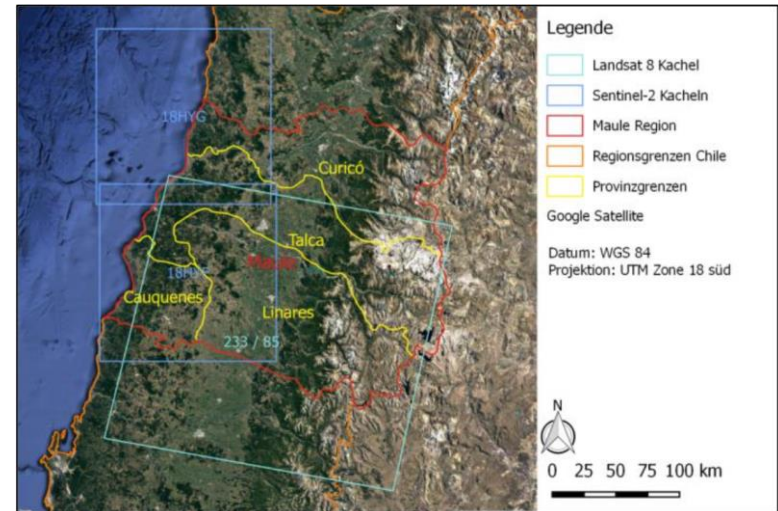 18HYG
Curicó
Talca
Maule
18HYF
Cauquenes
Linares
233 / 85
Legende
Landsat 8 Kachel
Sentinel-2 Kacheln
Maule Region
Regionsgrenzen Chile
Provinzgrenzen
Google Satellite
Datum: WGS 84
Projektion: UTM Zone 18 süd
N
0 25 50 75 100 km